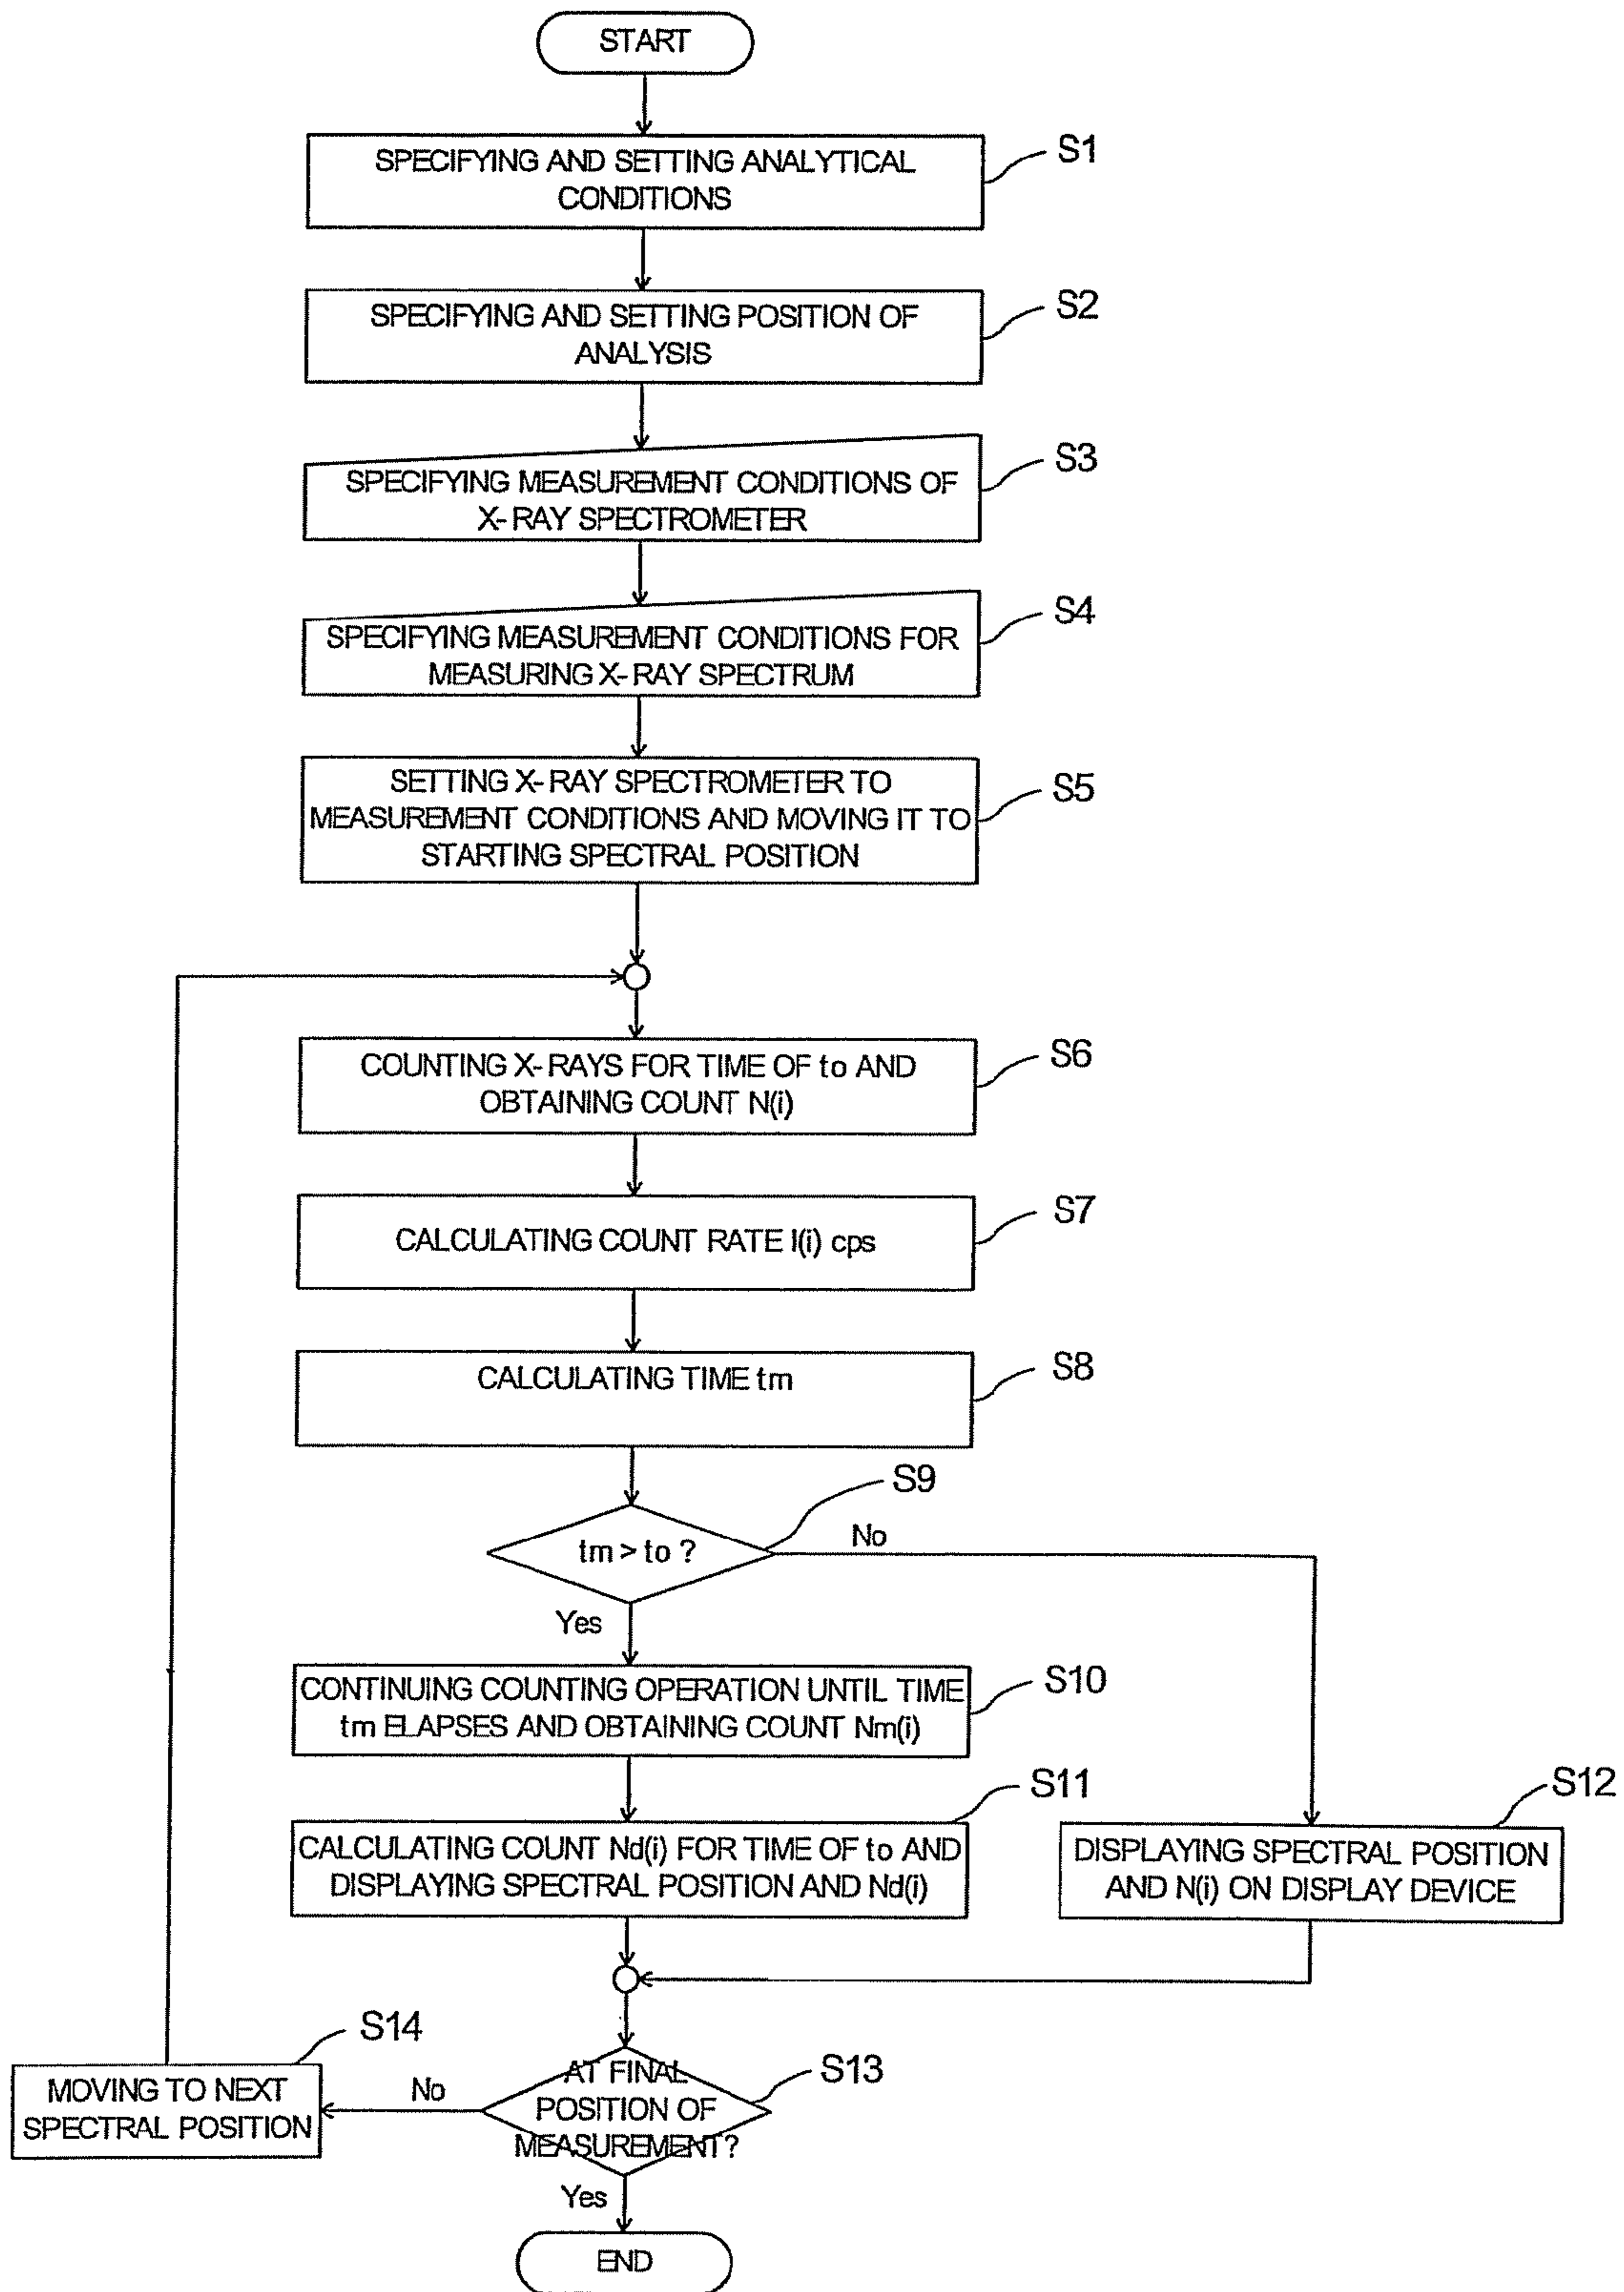 START
S1
SPECIFYING AND SETTING ANALYTICAL
CONDITIONS
S2
SPECIFYING AND SETTING POSITION OF
ANALYSIS
S3
SPECIFYING MEASUREMENT CONDITIONS OF
X-RAY SPECTROMETER
S4
SPECIFYING MEASUREMENT CONDITIONS FOR
MEASURING X-RAY SPECTRUM
S5
SETTING X-RAY SPECTROMETER TO
MEASUREMENT CONDITIONS AND MOVING IT TO
STARTING SPECTRAL POSITION
S6
COUNTING X-RAYS FOR TIME OF to AND
OBTAINING COUNT N(i)
S7
CALCULATING COUNT RATE I(i) cps
S8
CALCULATING TIME tm
S9
tm > to ?
No
Yes
S10
CONTINUING COUNTING OPERATION UNTIL TIME
tm ELAPSES AND OBTAINING COUNT Nm(i)
S11
CALCULATING COUNT Nd(i) FOR TIME OF to AND
DISPLAYING SPECTRAL POSITION AND Nd(i)
S12
DISPLAYING SPECTRAL POSITION
AND N(i) ON DISPLAY DEVICE
S13
AT FINAL
POSITION OF
MEASUREMENT?
No
S14
MOVING TO NEXT
SPECTRAL POSITION
Yes
END